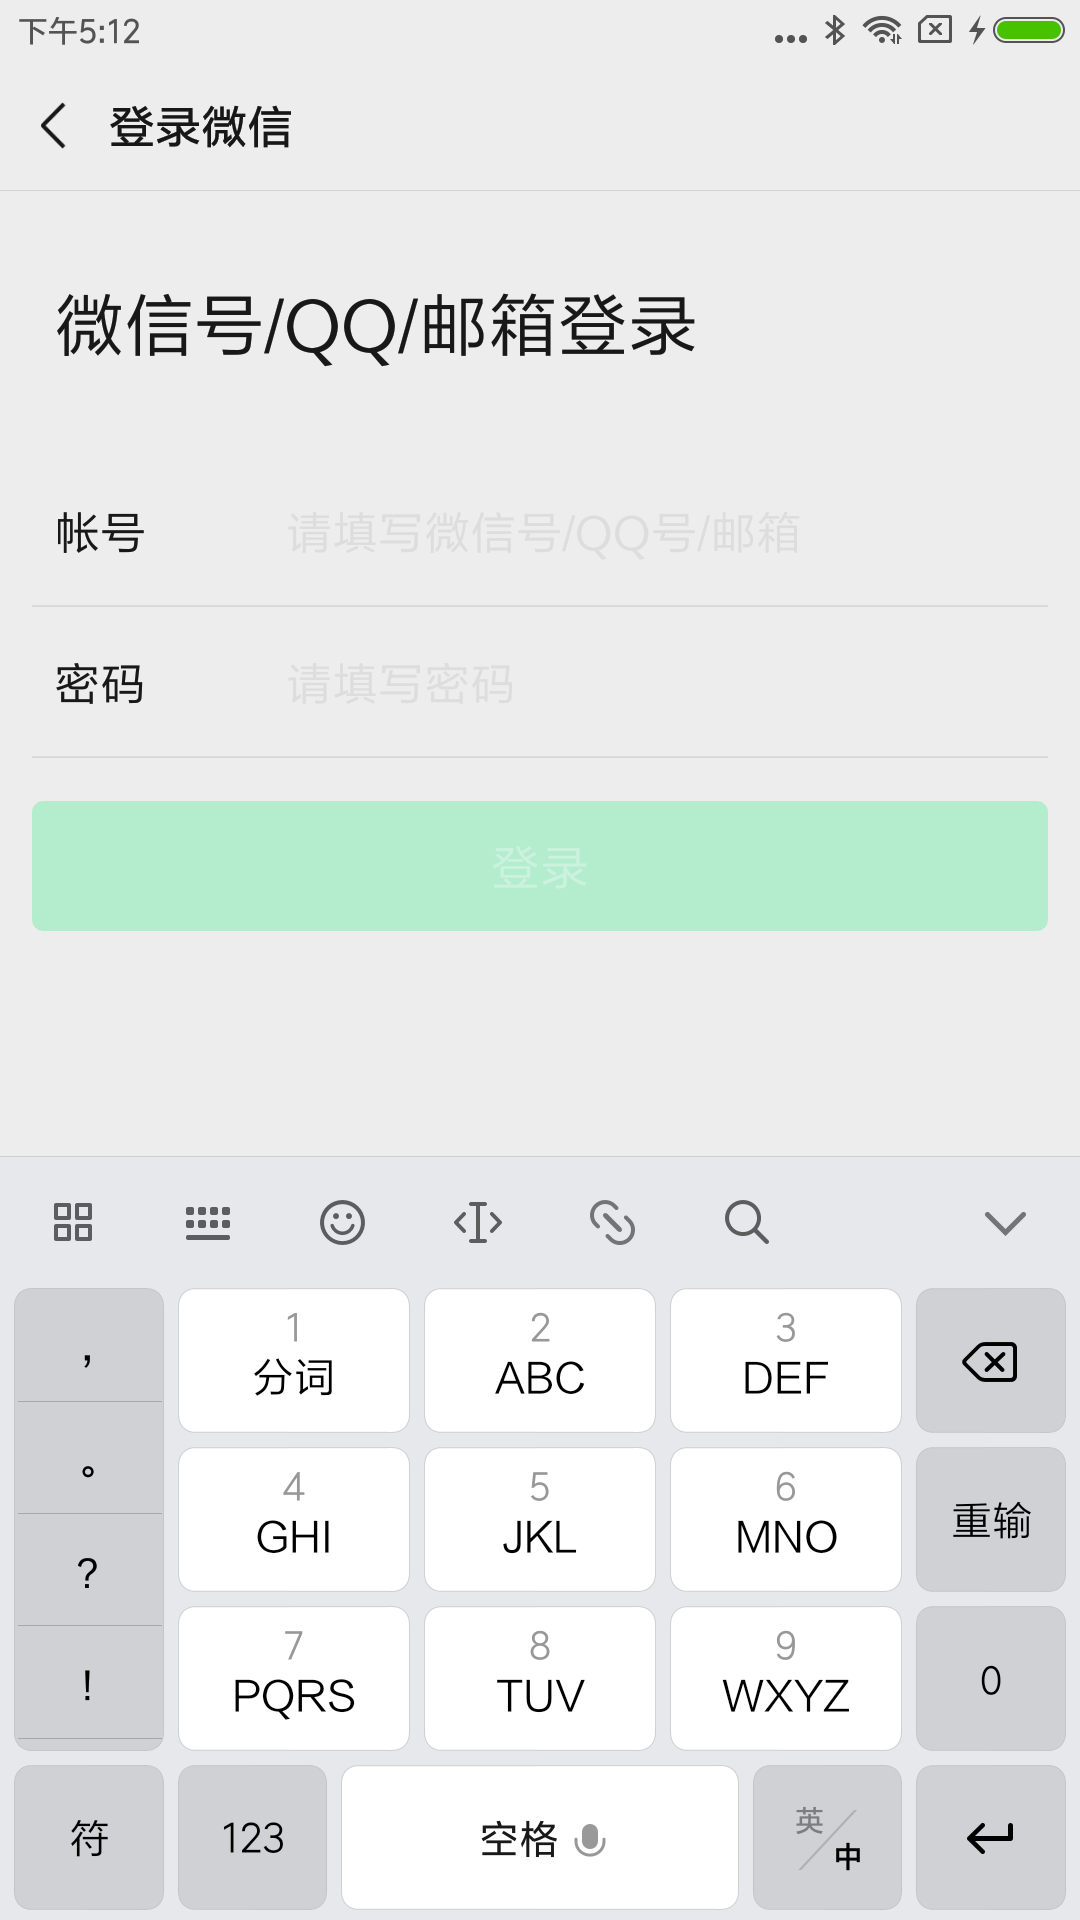 下午5:12
登录微信
微信号/QQ/邮箱登录
帐号 请填写微信号/QQ号/邮箱
密码 请填写密码
登录
，
。
?
!
1
分词
2
ABC
3
DEF
4
GHI
5
JKL
6
MNO
重输
7
PQRS
8
TUV
9
WXYZ
0
符
123
空格
英/中